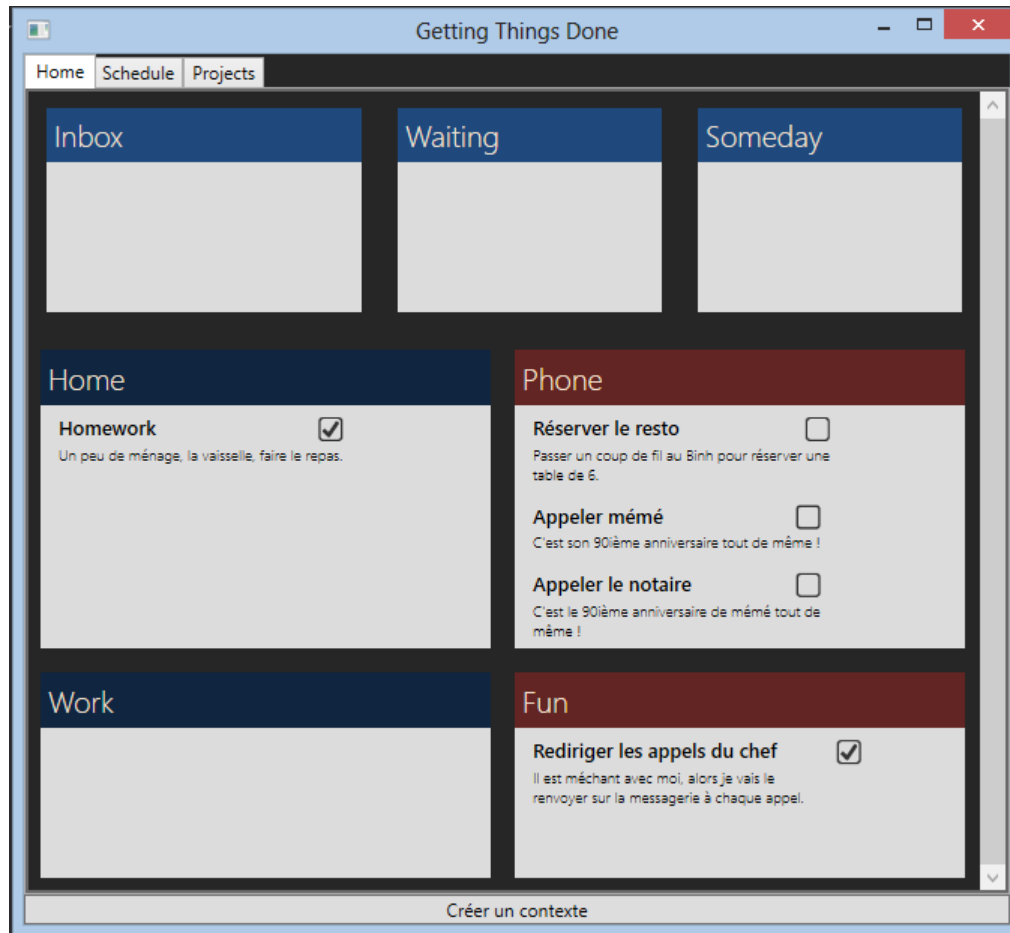 Getting Things Done
Home Schedule Projects
Inbox Waiting Someday
Home
Homework
Un peu de ménage, la vaisselle, faire le repas.
Phone
Réserver le resto
Passer un coup de fil au Binh pour réserver une
table de 6.
Appeler mémé
C'est son 90ième anniversaire tout de même !
Appeler le notaire
C'est le 90ième anniversaire de mémé tout de
même !
Work
Fun
Rediriger les appels du chef
Il est méchant avec moi, alors je vais le
renvoyer sur la messagerie à chaque appel.
Créer un contexte